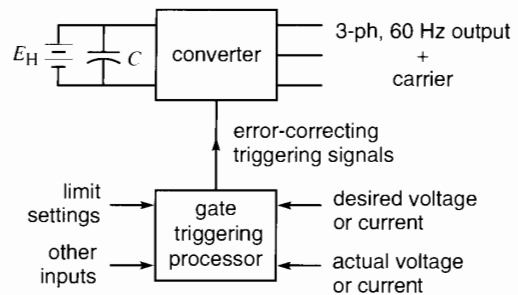 3-ph, 60 Hz output
+
carrier
E_H
C
converter
error-correcting
triggering signals
limit
settings
gate
triggering
processor
desired voltage
or current
other
inputs
actual voltage
or current